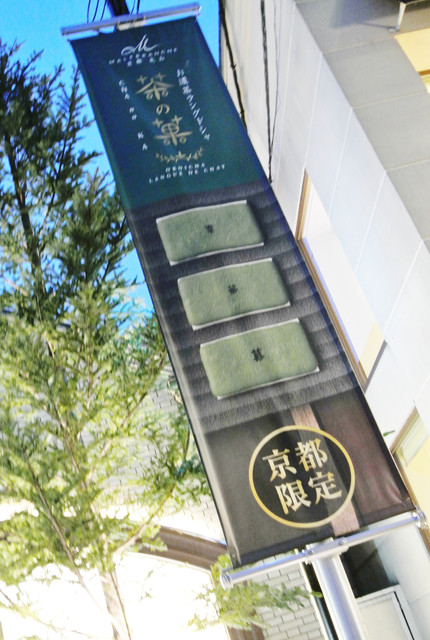 M
MALEBRANCHE
茶の菓
CHA NO KA
お濃茶ラングドシャ
OKOICHA
LANGUE DE CHAT
茶
の
菓
京都
限定